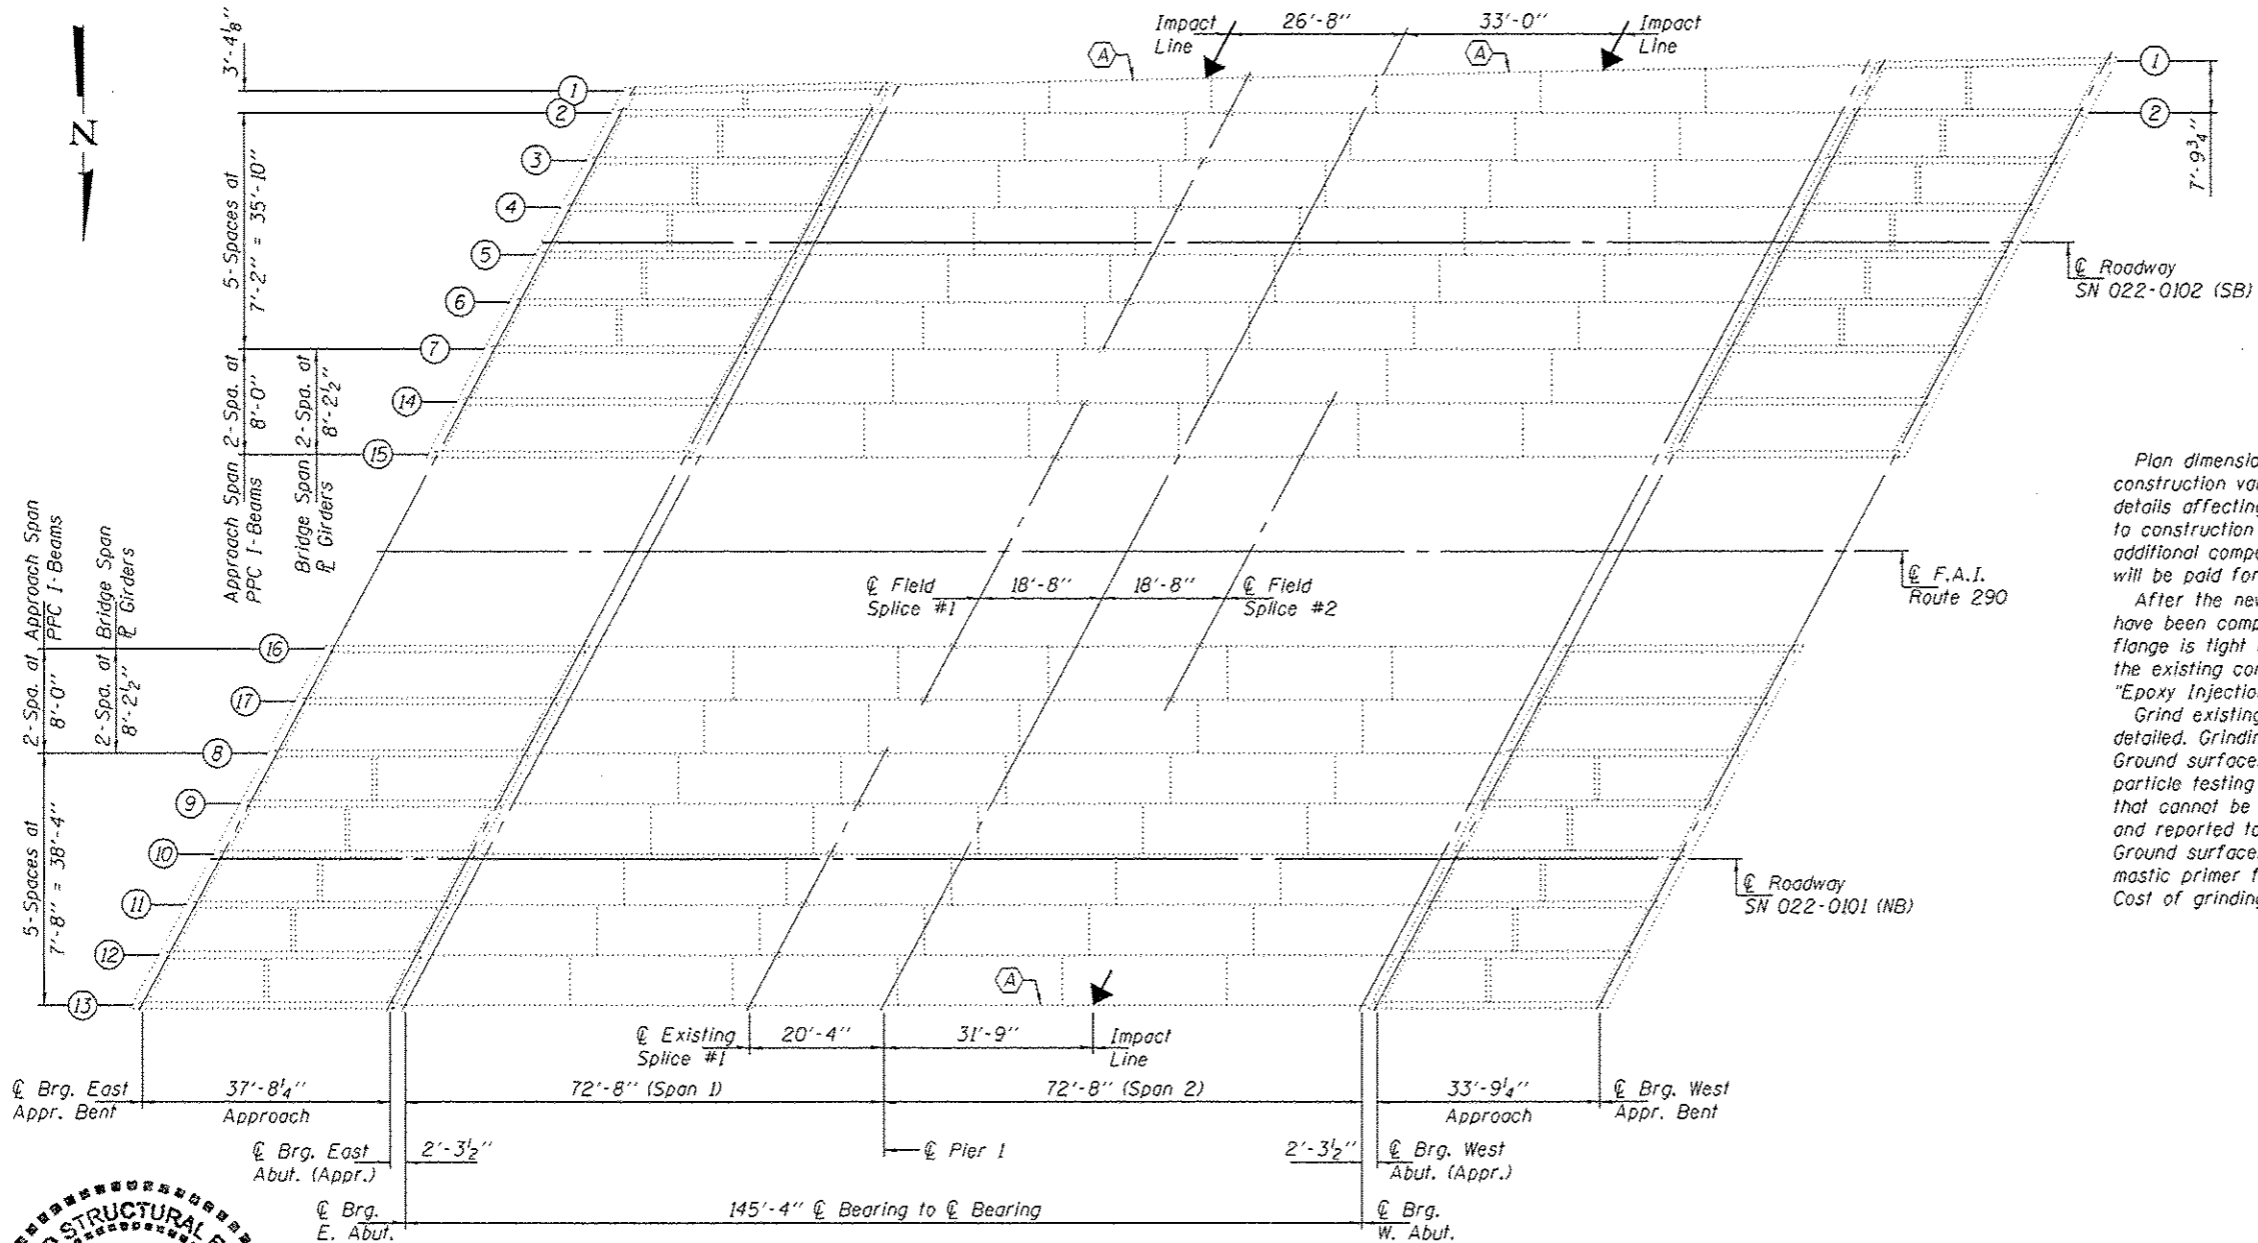 3'-4⅛"
N
Impact
Line
26'-8"
33'-0"
Impact
Line
A
A
1
2
3
4
5
6
7
14
15
16
17
8
9
10
11
12
13
1
2
7'-9¾"
5-Spaces at
7'-2" = 35'-10"
2-Spa. at
8'-0"
Approach Span
PPC I-Beams
2-Spa. at
8'-2½"
Bridge Span
℄ Roadway
SN 022-0102 (SB)
Girders
2-Spa. at Approach Span
8'-0" PPC I-Beams
2-Spa. at Bridge Span
8'-2½" Girders
5-Spaces at
7'-8" = 38'-4"
℄ Field
Splice #1
18'-8"
18'-8"
℄ Field
Splice #2
℄ F.A.I.
Route 290
℄ Roadway
SN 022-0101 (NB)
Plan dimensio
construction va
details affecting
to construction
additional compe
will be paid for
After the nev
have been comp
flange is tight
the existing co
"Epoxy Injectio
Grind existing
detailed. Grindin
Ground surface
particle testing
that cannot be
and reported to
Ground surface
mastic primer
Cost of grinding
A
℄ Existing
Splice #1
20'-4"
31'-9"
Impact
Line
℄ Brg. East
Appr. Bent
37'-8¼"
Approach
72'-8" (Span 1)
72'-8" (Span 2)
33'-9¼"
Approach
℄ Brg. West
Appr. Bent
℄ Brg. East
Abut. (Appr.)
2'-3½"
℄ Pier 1
2'-3½"
℄ Brg. West
Abut. (Appr.)
℄ Brg.
E. Abut.
145'-4" ℄ Bearing to ℄ Bearing
℄ Brg.
W. Abut.
STRUCTURAL